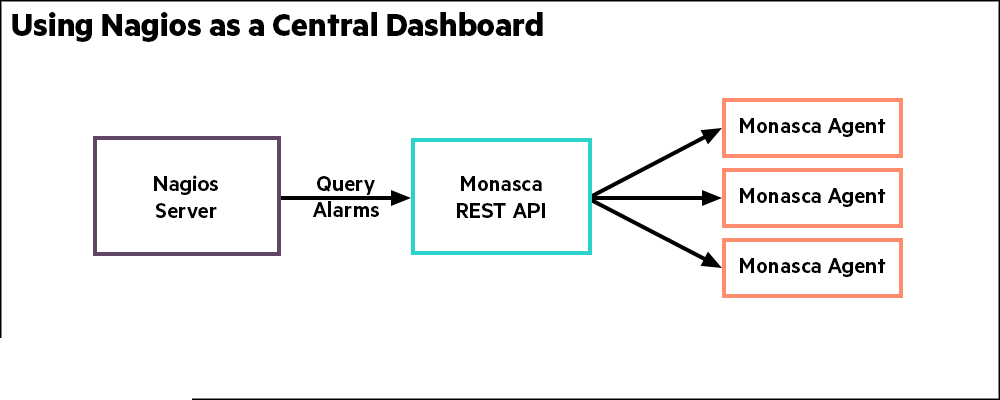 Using Nagios as a Central Dashboard
Nagios
Server
Query
Alarms
Monasca
REST API
Monasca Agent
Monasca Agent
Monasca Agent